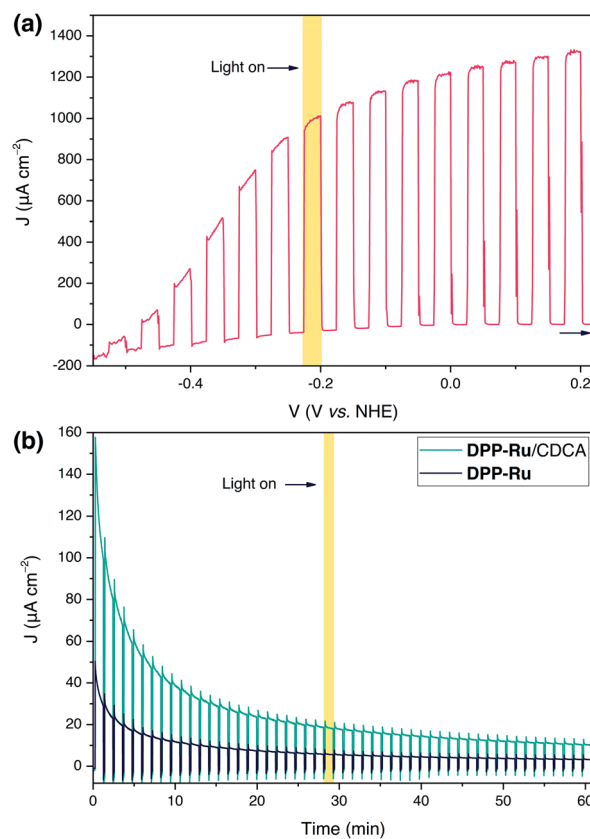 (a)
1400
1200
1000
800
600
400
200
0
-200
J (µA cm⁻²)
Light on
-0.4
-0.2
0.0
0.2
V (V vs. NHE)
(b)
160
140
120
100
80
60
40
20
0
J (µA cm⁻²)
DPP-Ru/CDCA
DPP-Ru
Light on
0
10
20
30
40
50
60
Time (min)